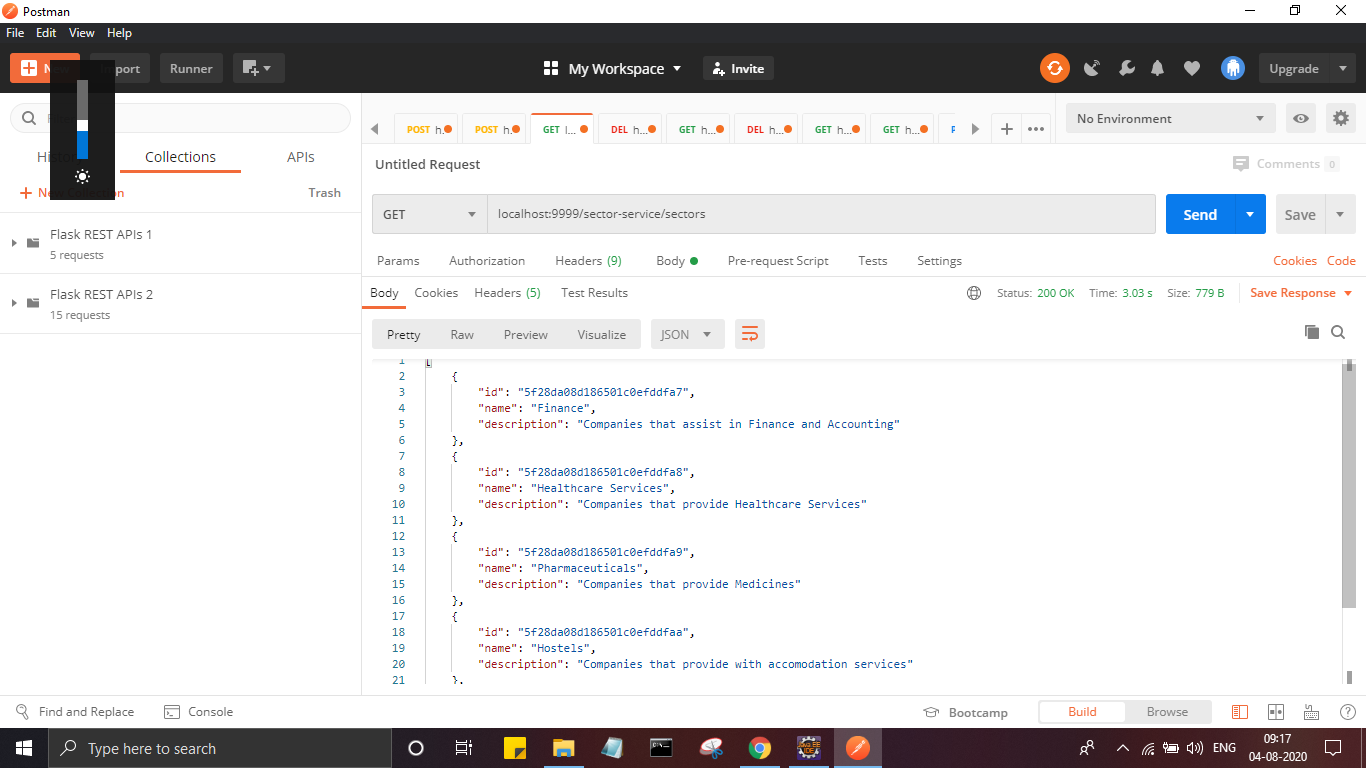 Postman
File Edit View Help
port Runner My Workspace Invite Upgrade
POST h... POST h... GET l... DEL h... GET h... DEL h... GET h... GET h... No Environment
Collections APIs
New Collection Trash
Flask REST APIs 1
5 requests
Flask REST APIs 2
15 requests
Untitled Request Comments 0
GET localhost:9999/sector-service/sectors Send Save
Params Authorization Headers (9) Body Pre-request Script Tests Settings Cookies Code
Body Cookies Headers (5) Test Results Status: 200 OK Time: 3.03 s Size: 779 B Save Response
Pretty Raw Preview Visualize JSON
1 [
2 {
3 "id": "5f28da08d186501c0efddfa7",
4 "name": "Finance",
5 "description": "Companies that assist in Finance and Accounting"
6 },
7 {
8 "id": "5f28da08d186501c0efddfa8",
9 "name": "Healthcare Services",
10 "description": "Companies that provide Healthcare Services"
11 },
12 {
13 "id": "5f28da08d186501c0efddfa9",
14 "name": "Pharmaceuticals",
15 "description": "Companies that provide Medicines"
16 },
17 {
18 "id": "5f28da08d186501c0efddfaa",
19 "name": "Hostels",
20 "description": "Companies that provide with accomodation services"
21 },
Find and Replace Console Bootcamp Build Browse
Type here to search Java EE IDE ENG 09:17
04-08-2020